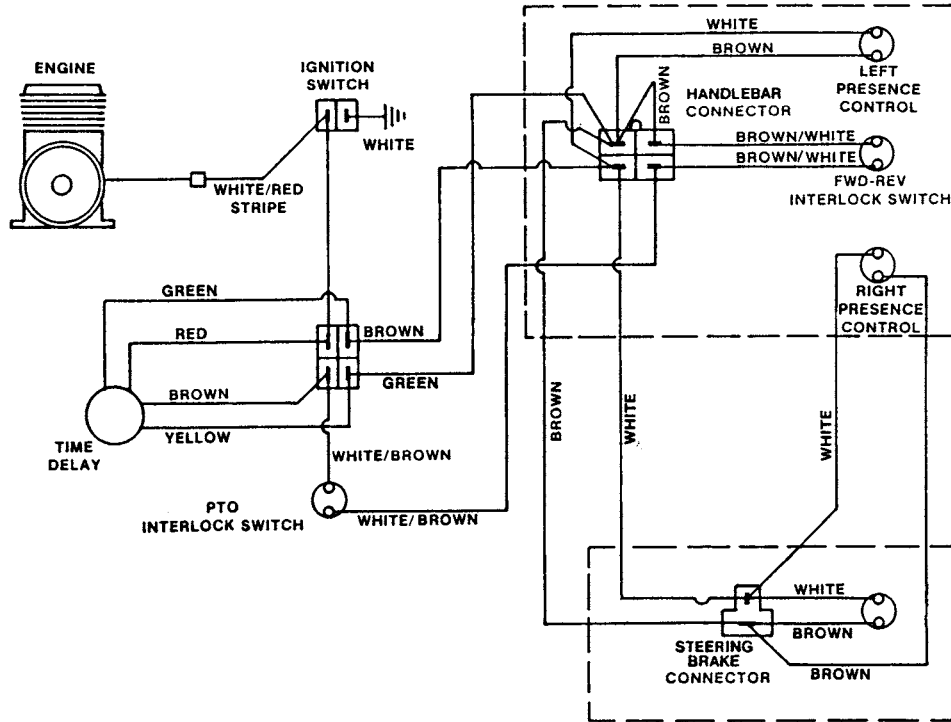 ENGINE
IGNITION
SWITCH
WHITE
WHITE/RED
STRIPE
WHITE
BROWN
LEFT
PRESENCE
CONTROL
HANDLEBAR
CONNECTOR
BROWN
BROWN/WHITE
BROWN/WHITE
FWD-REV
INTERLOCK SWITCH
RIGHT
PRESENCE
CONTROL
GREEN
RED
BROWN
YELLOW
TIME
DELAY
BROWN
GREEN
WHITE/BROWN
PTO
INTERLOCK SWITCH
WHITE/BROWN
BROWN
WHITE
WHITE
WHITE
BROWN
STEERING
BRAKE
CONNECTOR
BROWN